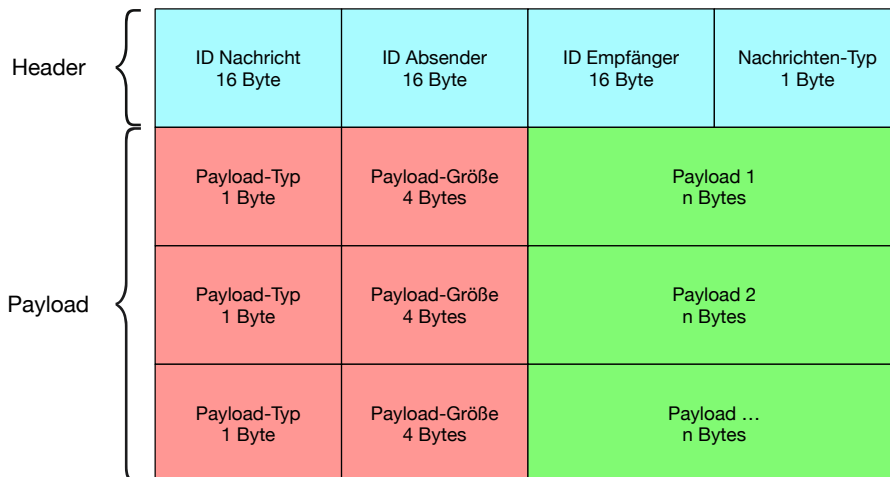 Header
ID Nachricht
16 Byte
ID Absender
16 Byte
ID Empfänger
16 Byte
Nachrichten-Typ
1 Byte
Payload
Payload-Typ
1 Byte
Payload-Größe
4 Bytes
Payload 1
n Bytes
Payload-Typ
1 Byte
Payload-Größe
4 Bytes
Payload 2
n Bytes
Payload-Typ
1 Byte
Payload-Größe
4 Bytes
Payload ...
n Bytes